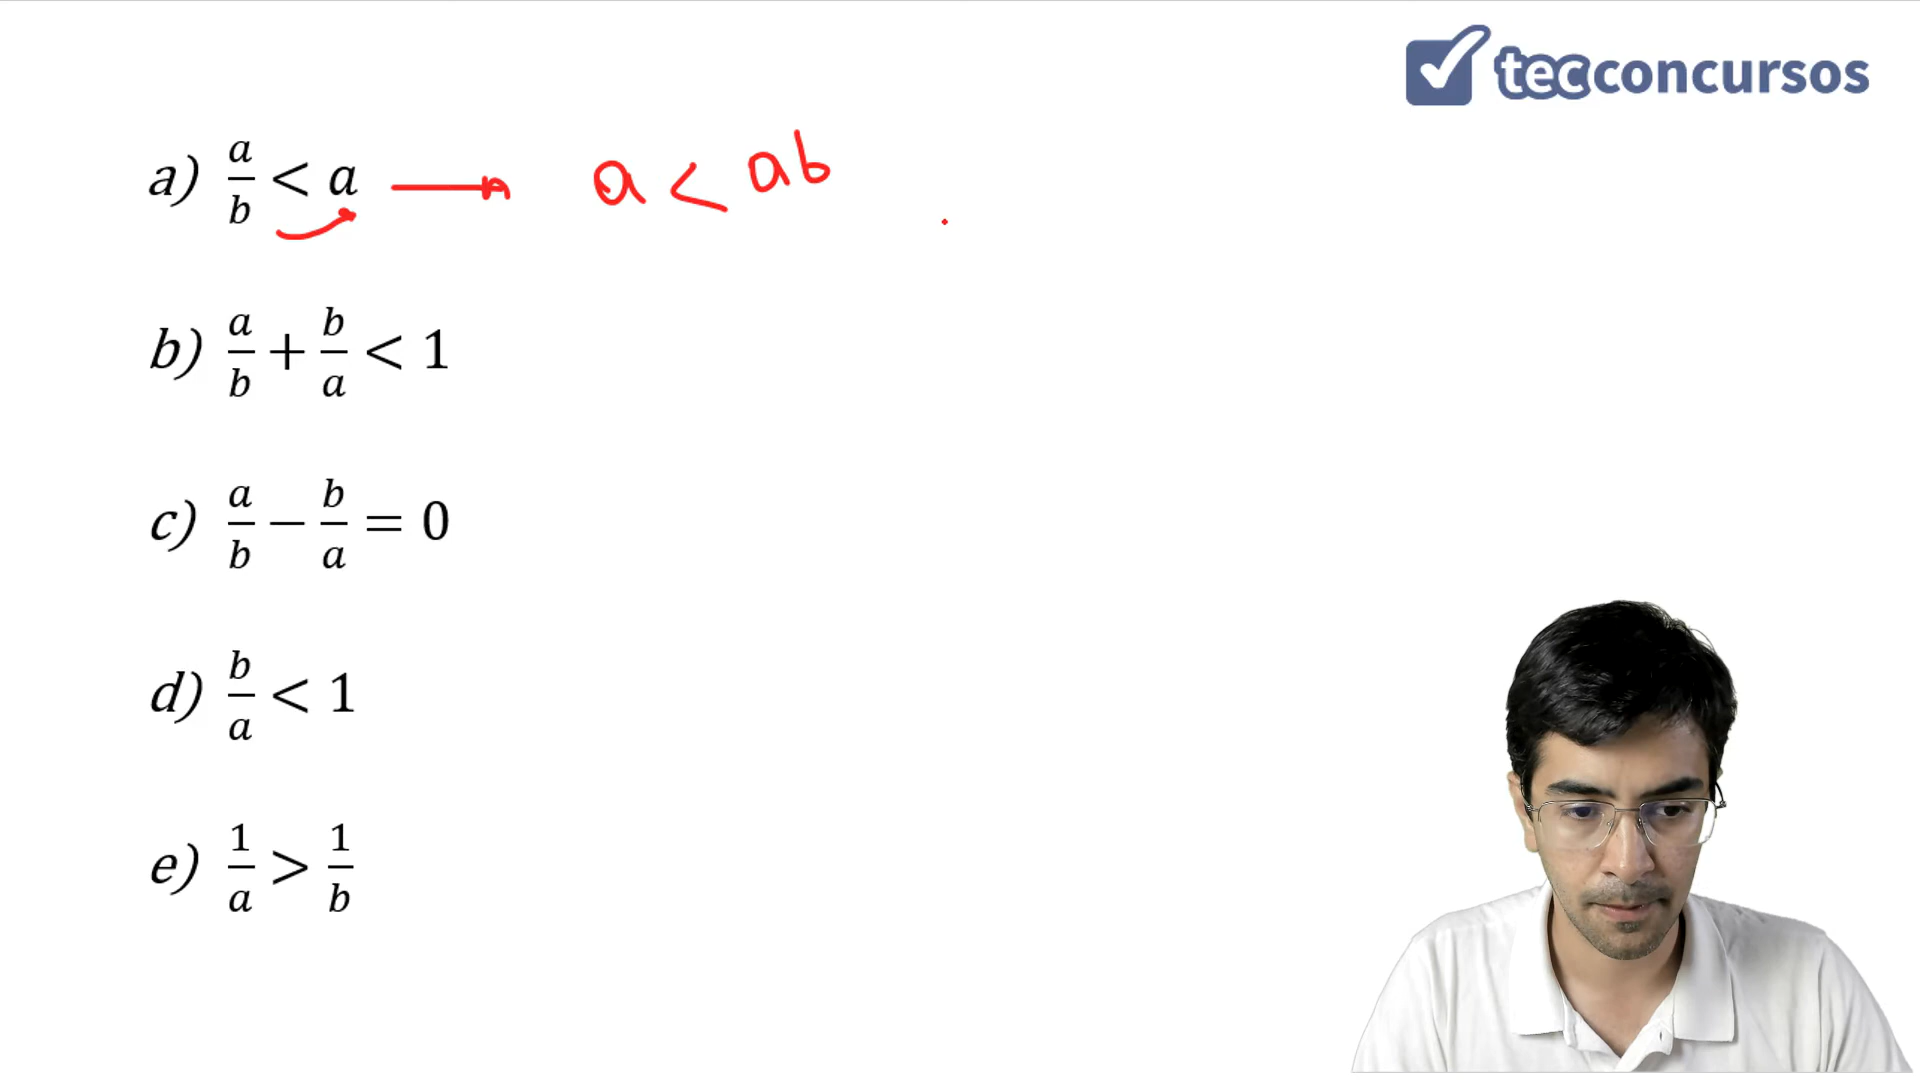 tecconcursos
a) a/b < a → a < ab
b) a/b + b/a < 1
c) a/b − b/a = 0
d) b/a < 1
e) 1/a > 1/b